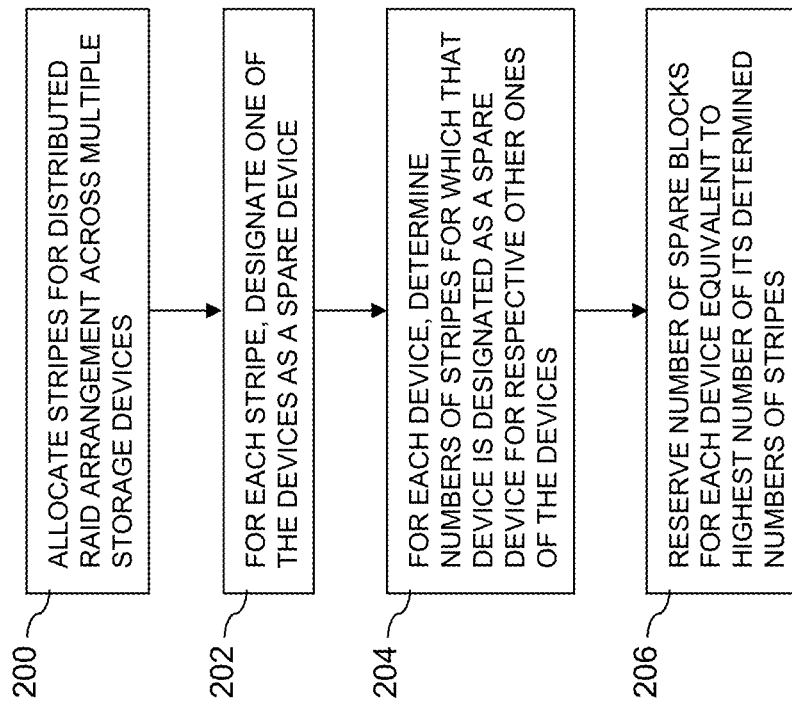 200
ALLOCATE STRIPES FOR DISTRIBUTED
RAID ARRANGEMENT ACROSS MULTIPLE
STORAGE DEVICES
202
FOR EACH STRIPE, DESIGNATE ONE OF
THE DEVICES AS A SPARE DEVICE
204
FOR EACH DEVICE, DETERMINE
NUMBERS OF STRIPES FOR WHICH THAT
DEVICE IS DESIGNATED AS A SPARE
DEVICE FOR RESPECTIVE OTHER ONES
OF THE DEVICES
206
RESERVE NUMBER OF SPARE BLOCKS
FOR EACH DEVICE EQUIVALENT TO
HIGHEST NUMBER OF ITS DETERMINED
NUMBERS OF STRIPES